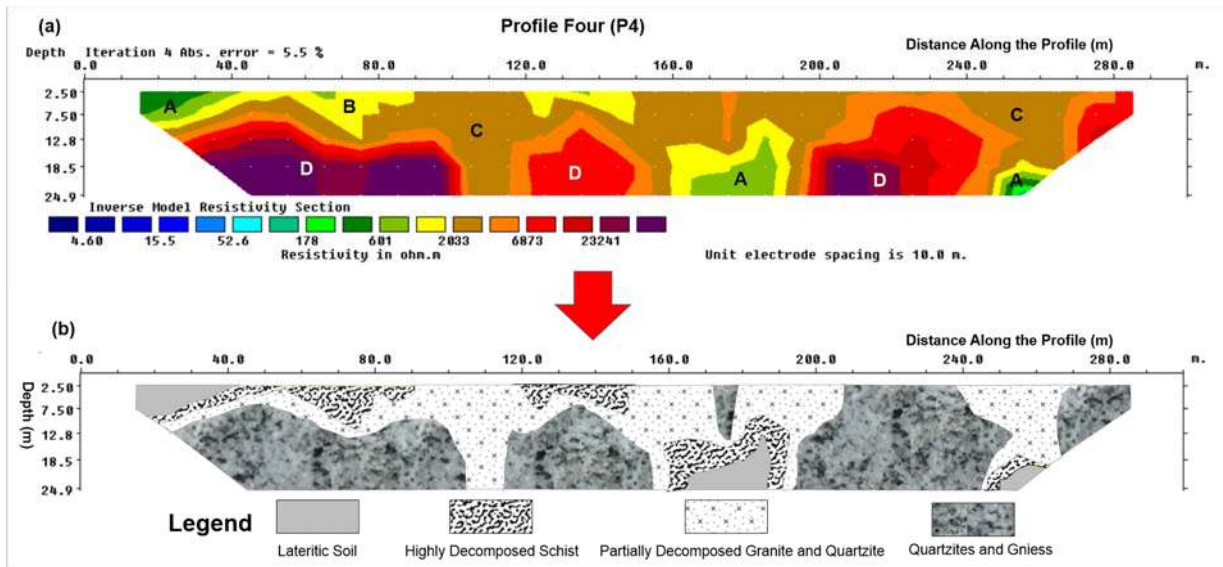 (a)
Profile Four (P4)
Depth Iteration 4 Abs. error = 5.5 %
Distance Along the Profile (m)
0.0 40.0 80.0 120.0 160.0 200.0 240.0 280.0 m.
2.50
7.50
12.8
18.5
24.9
A B C D D A D C A
Inverse Model Resistivity Section
4.60 15.5 52.6 178 601 2033 6873 23241
Resistivity in ohm.m
Unit electrode spacing is 10.0 m.
(b)
Distance Along the Profile (m)
0.0 40.0 80.0 120.0 160.0 200.0 240.0 280.0 m.
Depth (m)
2.50
7.50
12.8
18.5
24.9
Legend
Lateritic Soil
Highly Decomposed Schist
Partially Decomposed Granite and Quartzite
Quartzites and Gniess